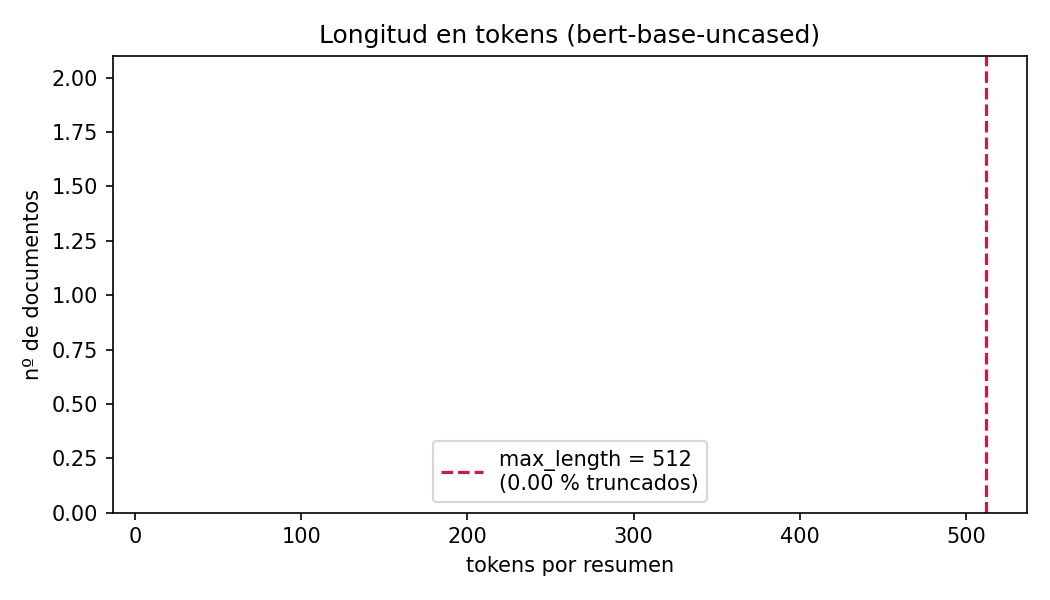 Longitud en tokens (bert-base-uncased)
2.00
1.75
1.50
1.25
1.00
0.75
0.50
0.25
0.00
nº de documentos
max_length = 512
(0.00 % truncados)
0 100 200 300 400 500
tokens por resumen